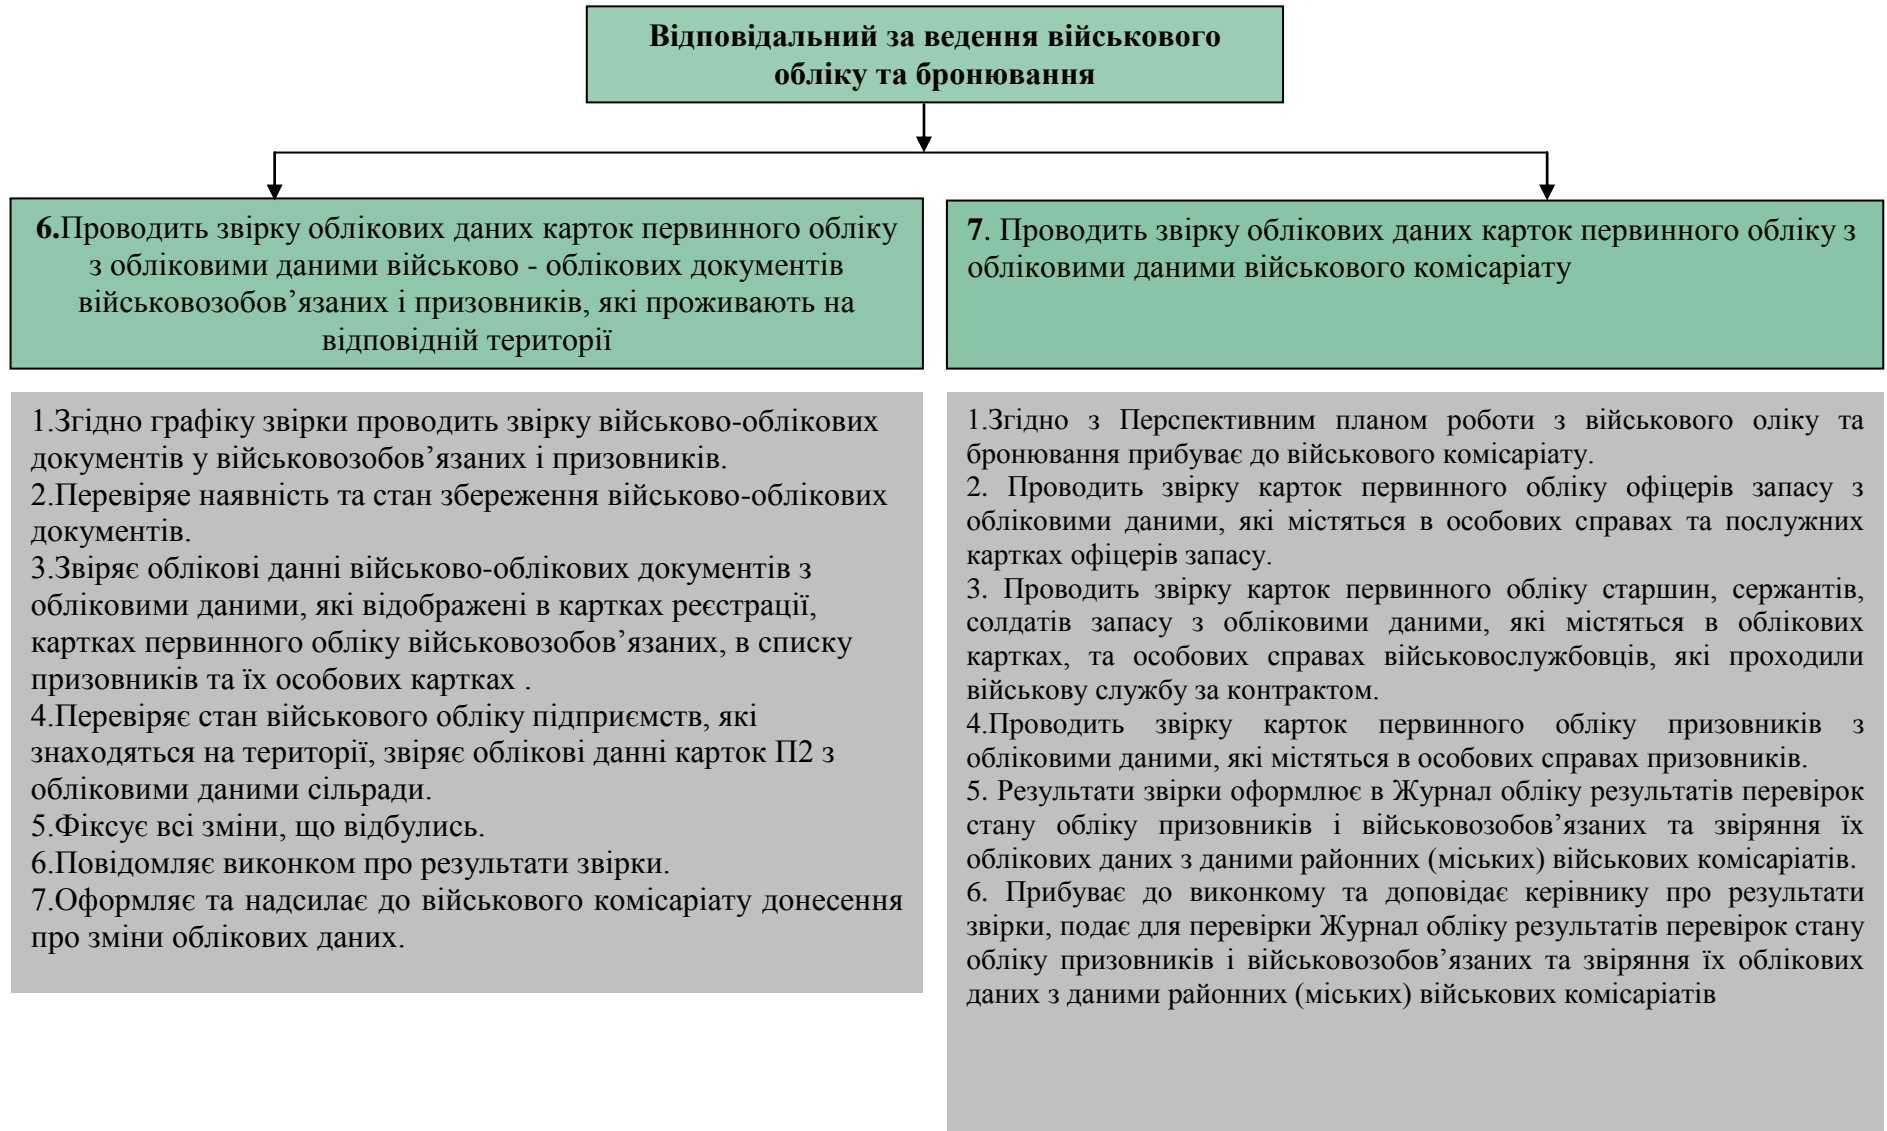 Відповідальний за ведення військового
обліку та бронювання
6.Проводить звірку облікових даних карток первинного обліку
з обліковими даними військово - облікових документів
військовозобов’язаних і призовників, які проживають на
відповідній території
7. Проводить звірку облікових даних карток первинного обліку з
обліковими даними військового комісаріату
1.Згідно графіку звірки проводить звірку військово-облікових
документів у військовозобов’язаних і призовників.
2.Перевіряе наявність та стан збереження військово-облікових
документів.
3.Звіряє облікові данні військово-облікових документів з
обліковими даними, які відображені в картках реєстрації,
картках первинного обліку військовозобов’язаних, в списку
призовників та їх особових картках .
4.Перевіряє стан військового обліку підприємств, які
знаходяться на території, звіряє облікові данні карток П2 з
обліковими даними сільради.
5.Фіксує всі зміни, що відбулись.
6.Повідомляє виконком про результати звірки.
7.Оформляє та надсилає до військового комісаріату донесення
про зміни облікових даних.
1.Згідно з Перспективним планом роботи з військового оліку та
бронювання прибуває до військового комісаріату.
2. Проводить звірку карток первинного обліку офіцерів запасу з
обліковими даними, які містяться в особових справах та послужних
картках офіцерів запасу.
3. Проводить звірку карток первинного обліку старшин, сержантів,
солдатів запасу з обліковими даними, які містяться в облікових
картках, та особових справах військовослужбовців, які проходили
військову службу за контрактом.
4.Проводить звірку карток первинного обліку призовників з
обліковими даними, які містяться в особових справах призовників.
5. Результати звірки оформлює в Журнал обліку результатів перевірок
стану обліку призовників і військовозобов’язаних та звіряння їх
облікових даних з даними районних (міських) військових комісаріатів.
6. Прибуває до виконкому та доповідає керівнику про результати
звірки, подає для перевірки Журнал обліку результатів перевірок стану
обліку призовників і військовозобов’язаних та звіряння їх облікових
даних з даними районних (міських) військових комісаріатів